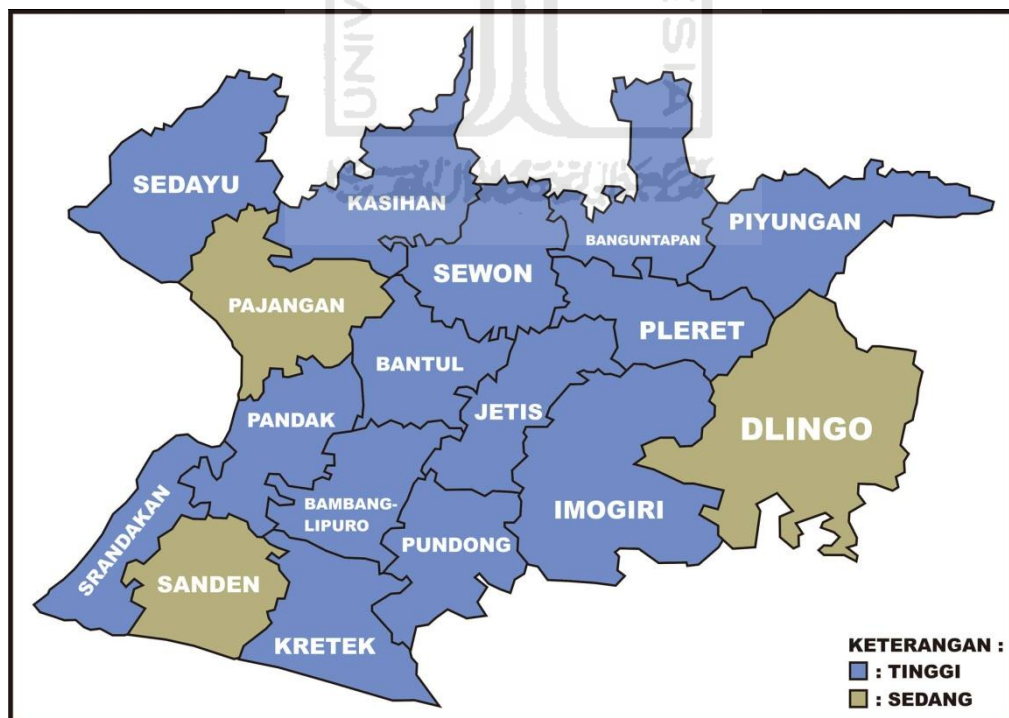 SEDAYU
KASIHAN
PIYUNGAN
BANGUNTAPAN
SEWON
PAJANGAN
PLERET
BANTUL
JETIS
PANDAK
DLINGO
BAMBANG-
LIPURO
IMOGIRI
SRANDAKAN
PUNDONG
SANDEN
KRETEK
KETERANGAN :
: TINGGI
: SEDANG